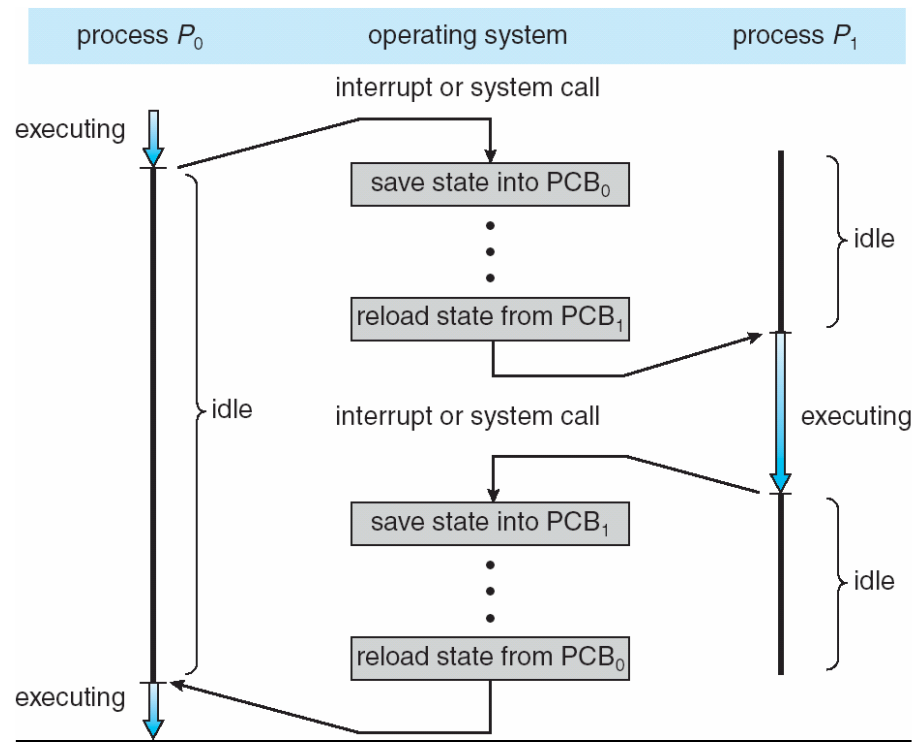 process P₀ operating system process P₁
interrupt or system call
executing
save state into PCB₀
idle
reload state from PCB₁
idle
interrupt or system call
executing
save state into PCB₁
idle
reload state from PCB₀
executing